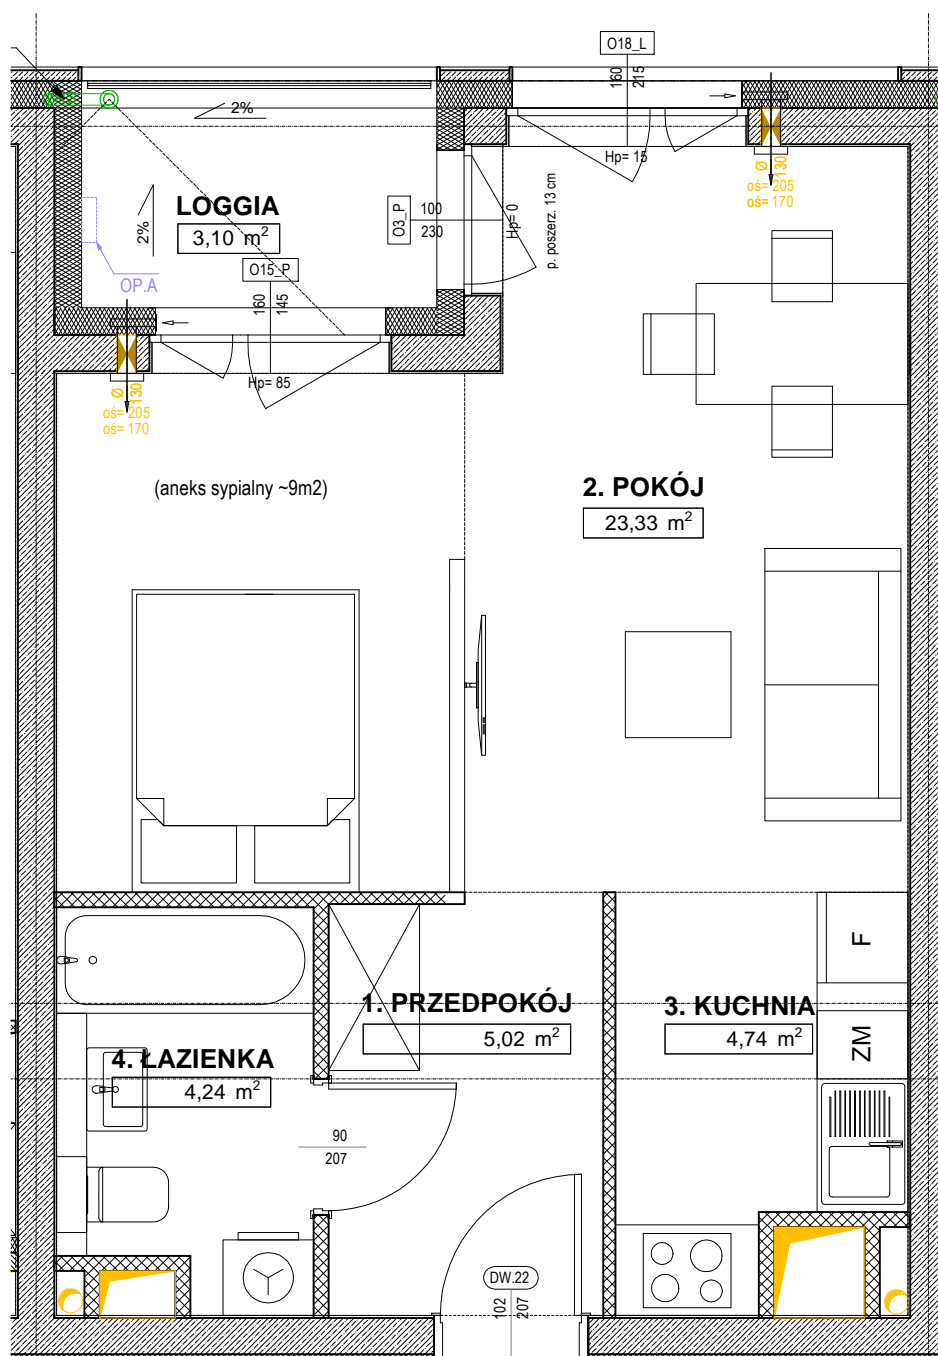 O18_L
160
215
2%
Hp= 15
Ø 130
oś= 205
oś= 170
LOGGIA
3,10 m²
2%
O3_P
100
230
Hp= 0
p. poszerz. 13 cm
OP.A
O15_P
160
145
Hp= 85
Ø 130
oś= 205
oś= 170
(aneks sypialny ~9m2)
2. POKÓJ
23,33 m²
F
1. PRZEDPOKÓJ
5,02 m²
3. KUCHNIA
4,74 m²
ZM
4. ŁAZIENKA
4,24 m²
90
207
DW.22
102
207